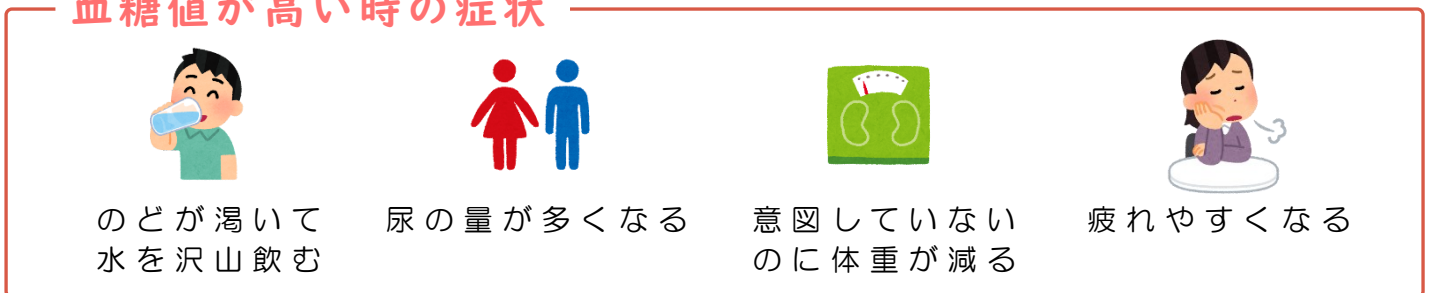 血糖値が高い時の症状
のどが渇いて
水を沢山飲む
尿の量が多くなる
意図していない
のに体重が減る
疲れやすくなる